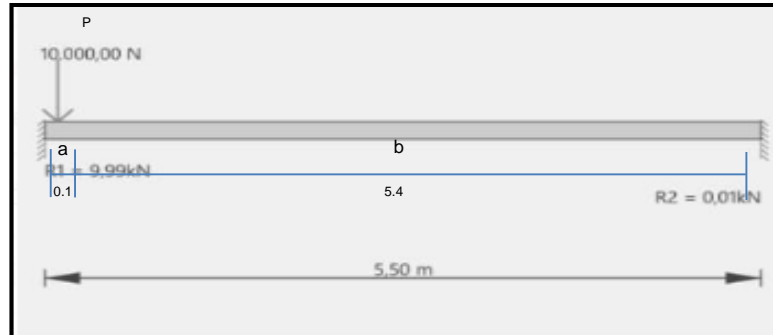 P
10.000,00 N
a
b
R1 = 9,99kN
0.1
5.4
R2 = 0,01kN
5,50 m